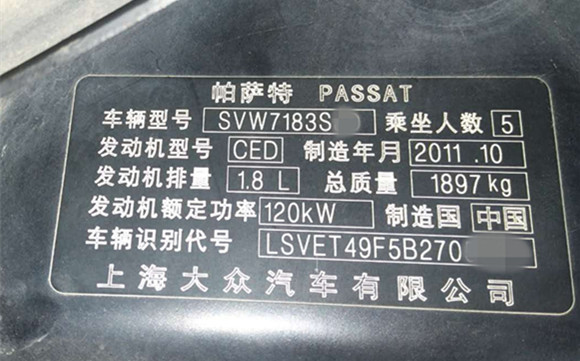 帕萨特 PASSAT
车辆型号 SVW7183S 乘坐人数 5
发动机型号 CED 制造年月 2011.10
发动机排量 1.8 L 总质量 1897kg
发动机额定功率 120kW 制造国 中国
车辆识别代号 LSVET49F5B270
上海大众汽车有限公司